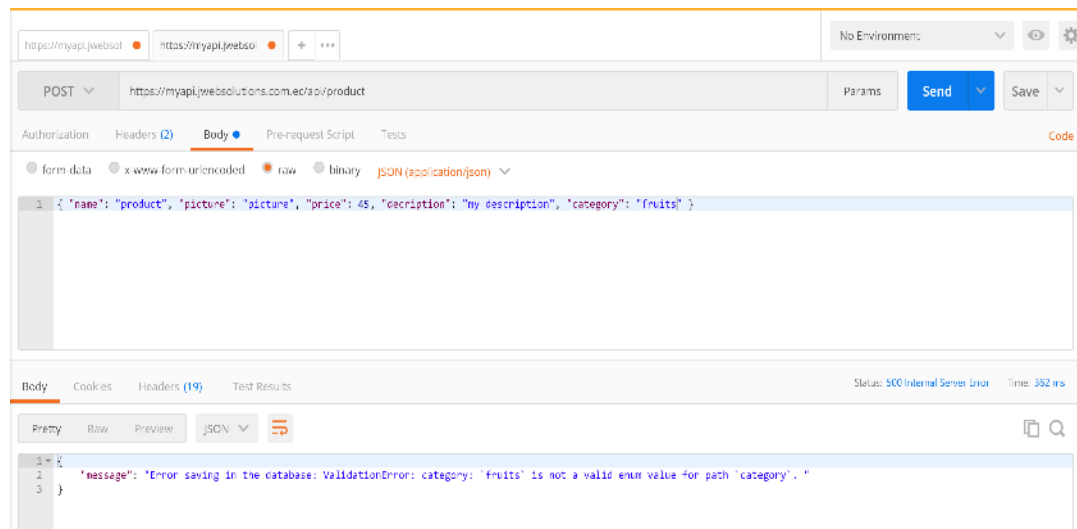 https://myapi.jwebsol https://myapi.jwebsol + ••• No Environment
POST https://myapi.jwebsolutions.com.ec/api/product Params Send Save
Authorization Headers (2) Body Pre-request Script Tests Code
form-data x-www-form-urlencoded raw binary JSON (application/json)
1 { "name": "product", "picture": "picture", "price": 45, "decription": "my description", "category": "fruits" }
Body Cookies Headers (19) Test Results Status: 500 Internal Server Error Time: 362 ms
Pretty Raw Preview JSON
1 {
2 "message": "Error saving in the database: ValidationError: category: `fruits` is not a valid enum value for path `category`. "
3 }